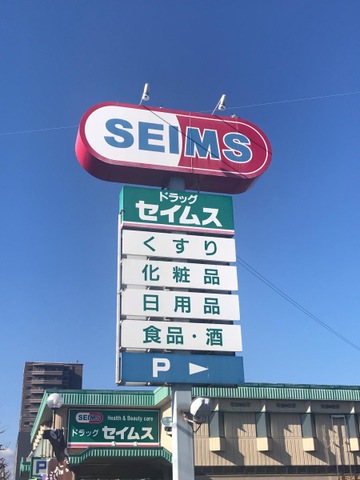 SEIMS
ドラッグ
セイムス
くすり
化粧品
日用品
食品・酒
P
SEIMS Health & Beauty care
ドラッグ セイムス
P